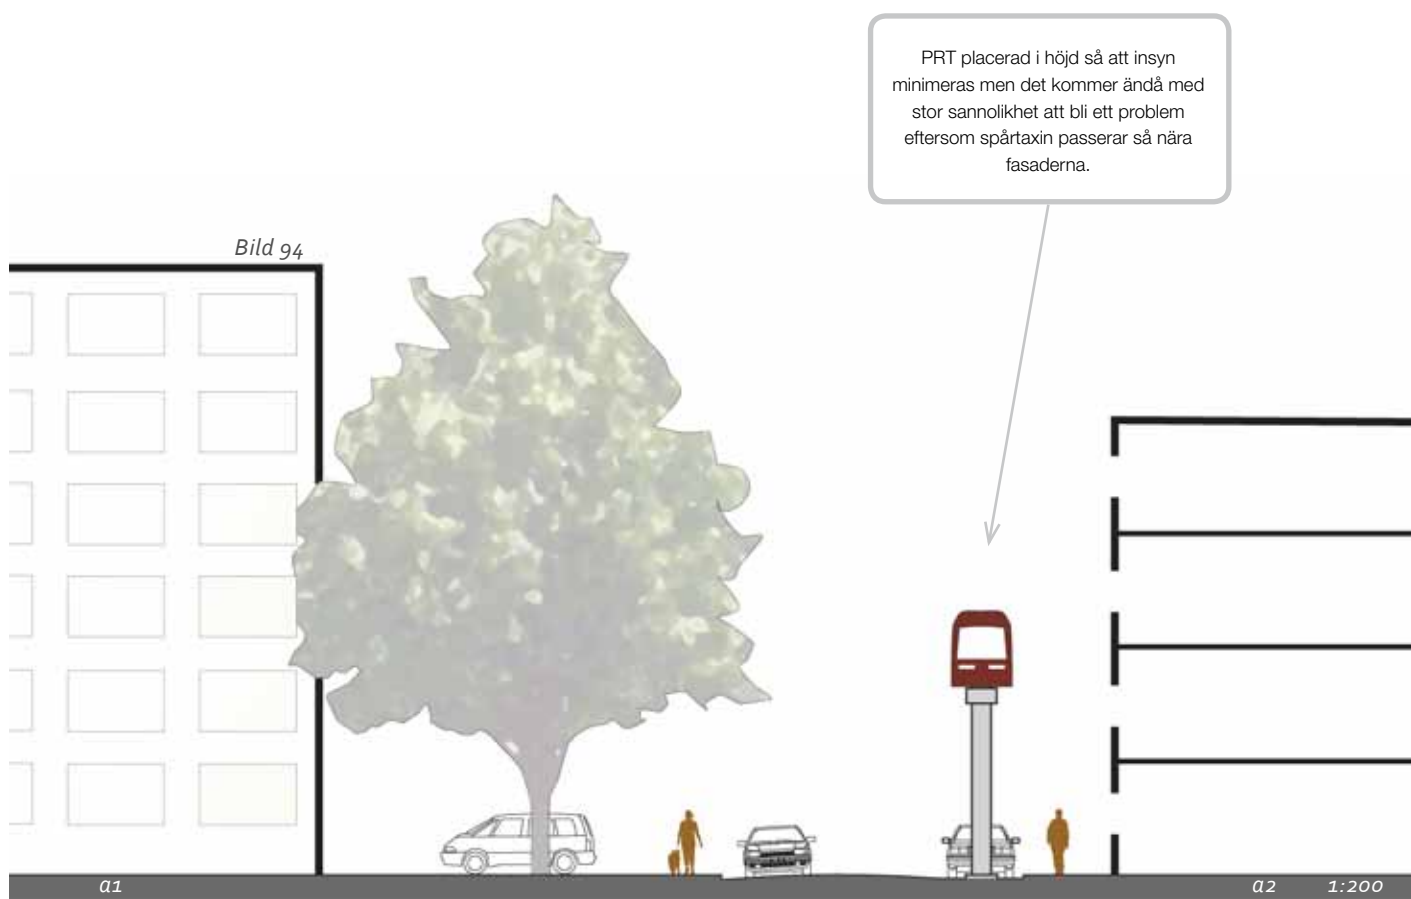 PRT placerad i höjd så att insyn
minimeras men det kommer ändå med
stor sannolikhet att bli ett problem
eftersom spårtaxin passerar så nära
fasaderna.
Bild 94
a1
a2
1:200